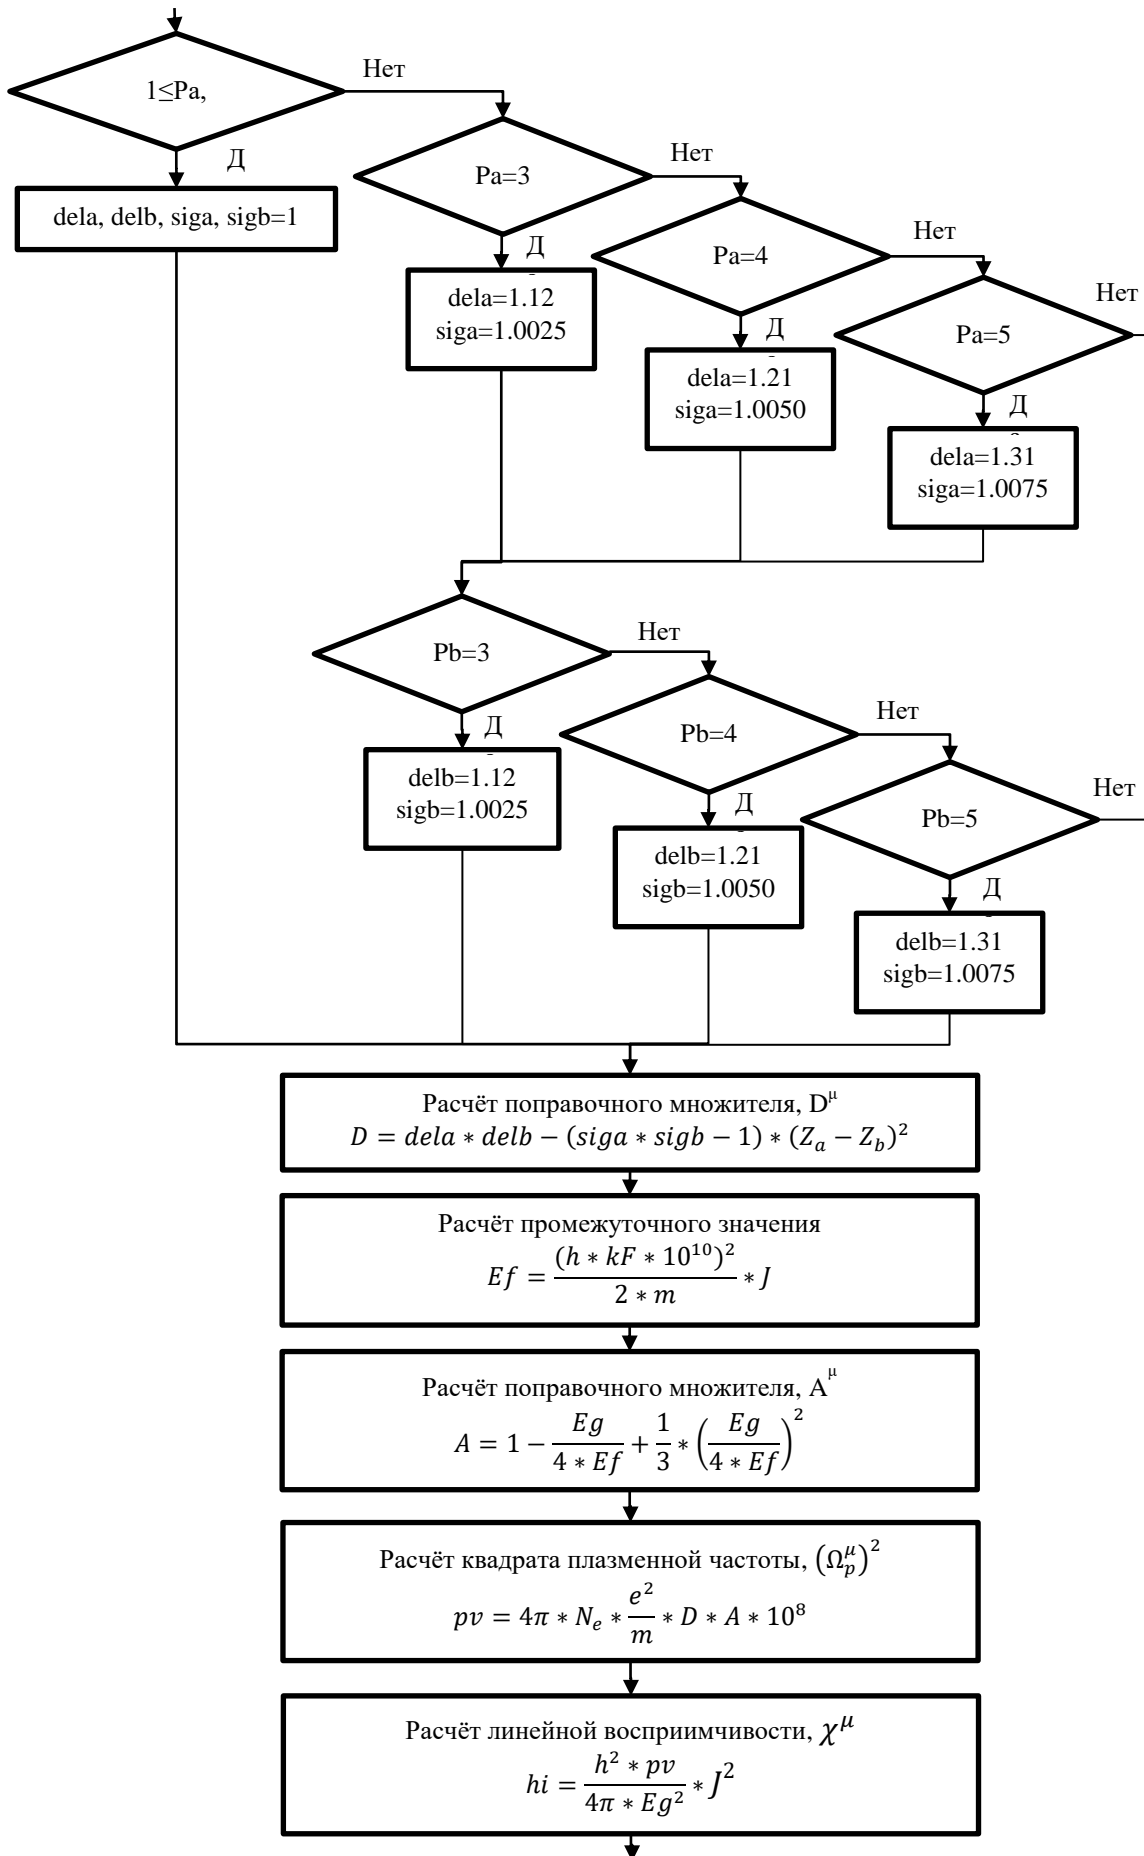 1≤Pa,
Нет
Д
dela, delb, siga, sigb=1
Pa=3
Нет
Д
dela=1.12
siga=1.0025
Pa=4
Нет
Д
dela=1.21
siga=1.0050
Pa=5
Нет
Д
dela=1.31
siga=1.0075
Pb=3
Нет
Д
delb=1.12
sigb=1.0025
Pb=4
Нет
Д
delb=1.21
sigb=1.0050
Pb=5
Нет
Д
delb=1.31
sigb=1.0075
Расчёт поправочного множителя, D^μ
D = dela * delb − (siga * sigb − 1) * (Z_a − Z_b)^2
Расчёт промежуточного значения
Ef = (h * kF * 10^10)^2 / (2 * m) * J
Расчёт поправочного множителя, A^μ
A = 1 − Eg / (4 * Ef) + 1/3 * (Eg / (4 * Ef))^2
Расчёт квадрата плазменной частоты, (Ω_p^μ)^2
pv = 4π * N_e * e^2/m * D * A * 10^8
Расчёт линейной восприимчивости, χ^μ
hi = (h^2 * pv) / (4π * Eg^2) * J^2